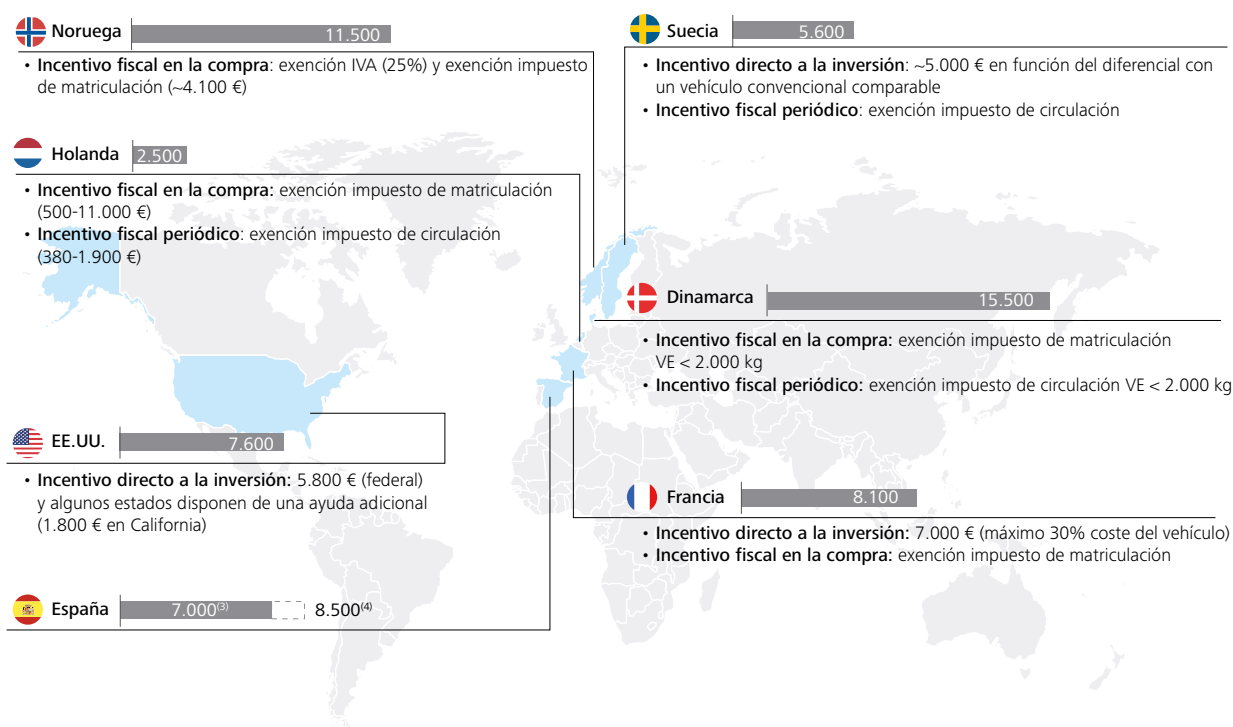 Noruega 11.500
• Incentivo fiscal en la compra: exención IVA (25%) y exención impuesto
de matriculación (~4.100 €)
Holanda 2.500
• Incentivo fiscal en la compra: exención impuesto de matriculación
(500-11.000 €)
• Incentivo fiscal periódico: exención impuesto de circulación
(380-1.900 €)
EE.UU. 7.600
• Incentivo directo a la inversión: 5.800 € (federal)
y algunos estados disponen de una ayuda adicional
(1.800 € en California)
España 7.000(3) 8.500(4)
Suecia 5.600
• Incentivo directo a la inversión: ~5.000 € en función del diferencial con
un vehículo convencional comparable
• Incentivo fiscal periódico: exención impuesto de circulación
Dinamarca 15.500
• Incentivo fiscal en la compra: exención impuesto de matriculación
VE < 2.000 kg
• Incentivo fiscal periódico: exención impuesto de circulación VE < 2.000 kg
Francia 8.100
• Incentivo directo a la inversión: 7.000 € (máximo 30% coste del vehículo)
• Incentivo fiscal en la compra: exención impuesto de matriculación